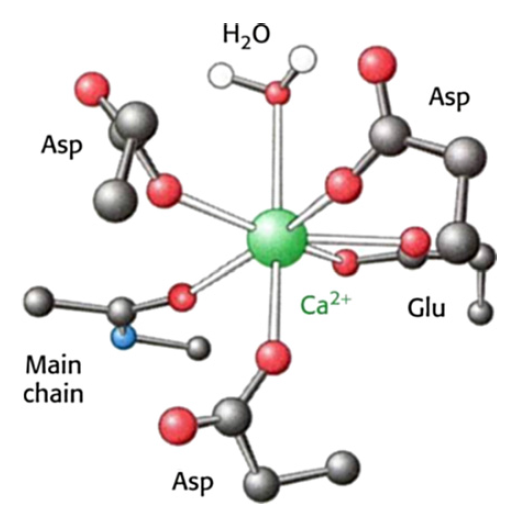 H₂O
Asp
Asp
Ca²⁺
Glu
Main
chain
Asp